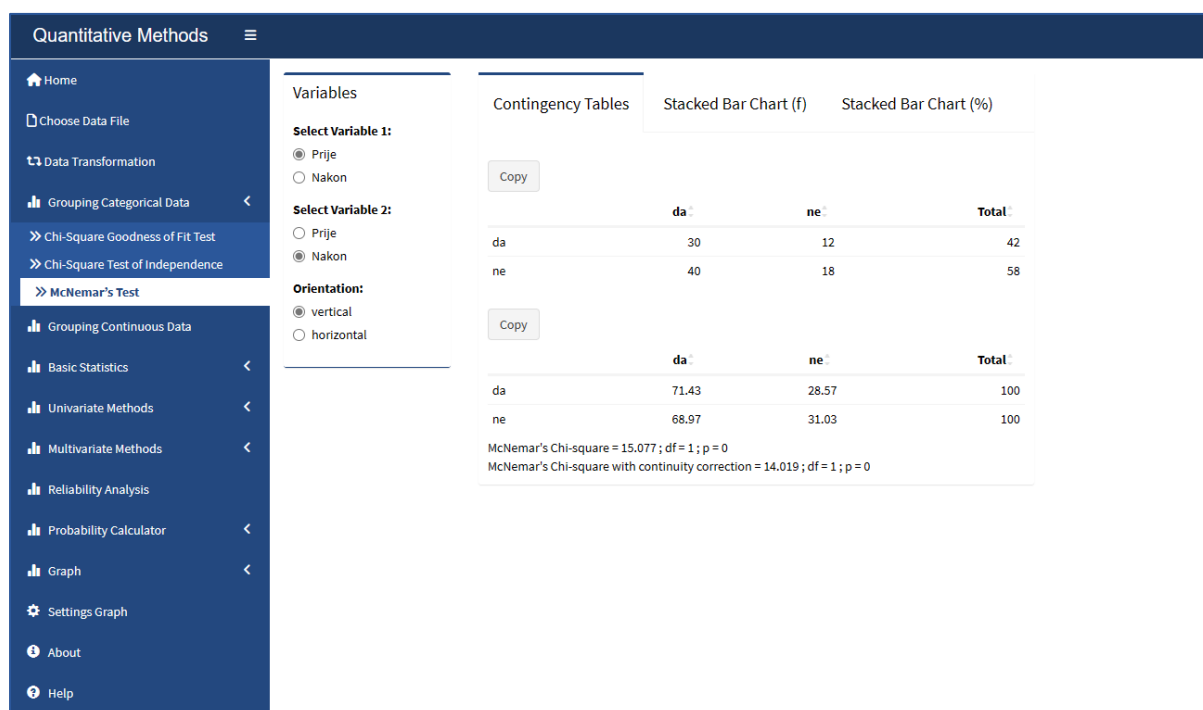 Quantitative Methods
Home
Choose Data File
Data Transformation
Grouping Categorical Data
Chi-Square Goodness of Fit Test
Chi-Square Test of Independence
McNemar's Test
Grouping Continuous Data
Basic Statistics
Univariate Methods
Multivariate Methods
Reliability Analysis
Probability Calculator
Graph
Settings Graph
About
Help
Variables
Select Variable 1:
Prije
Nakon
Select Variable 2:
Prije
Nakon
Orientation:
vertical
horizontal
Contingency Tables Stacked Bar Chart (f) Stacked Bar Chart (%)
Copy
da ne Total
da 30 12 42
ne 40 18 58
Copy
da ne Total
da 71.43 28.57 100
ne 68.97 31.03 100
McNemar's Chi-square = 15.077 ; df = 1 ; p = 0
McNemar's Chi-square with continuity correction = 14.019 ; df = 1 ; p = 0